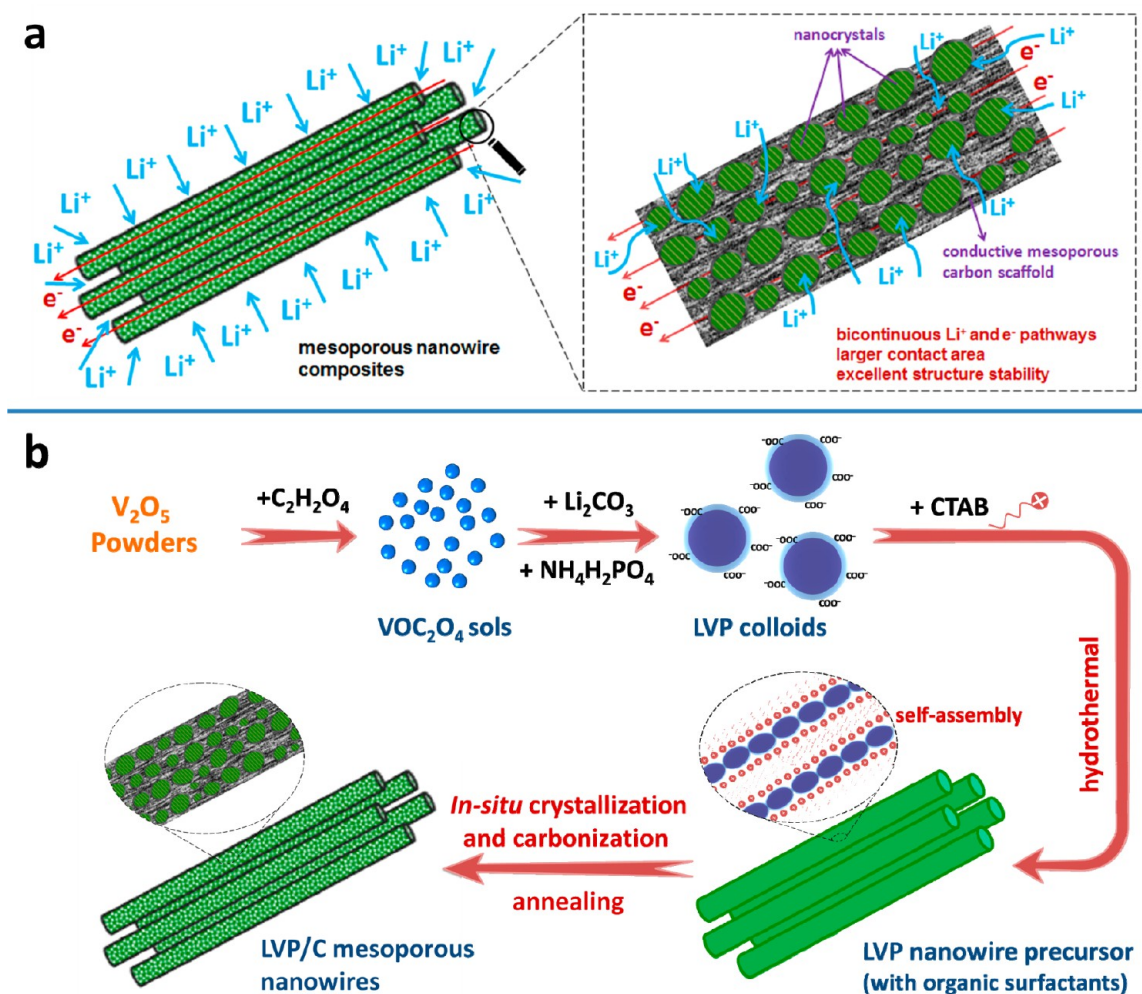 a
Li⁺
Li⁺
Li⁺
Li⁺
Li⁺
Li⁺
Li⁺
Li⁺
Li⁺
Li⁺
e⁻
e⁻
Li⁺
Li⁺
Li⁺
Li⁺
Li⁺
Li⁺
Li⁺
Li⁺
mesoporous nanowire
composites
nanocrystals
Li⁺
Li⁺
e⁻
e⁻
e⁻
Li⁺
Li⁺
Li⁺
Li⁺
Li⁺
Li⁺
Li⁺
Li⁺
e⁻
e⁻
e⁻
conductive mesoporous
carbon scaffold
bicontinuous Li⁺ and e⁻ pathways
larger contact area
excellent structure stability
b
V₂O₅
Powders
+C₂H₂O₄
VOC₂O₄ sols
+ Li₂CO₃
+ NH₄H₂PO₄
⁻OOC
COO⁻
⁻OOC
COO⁻
⁻OOC
COO⁻
⁻OOC
COO⁻
⁻OOC
COO⁻
COO⁻
COO⁻
LVP colloids
+ CTAB
hydrothermal
self-assembly
LVP nanowire precursor
(with organic surfactants)
In-situ crystallization
and carbonization
annealing
LVP/C mesoporous
nanowires